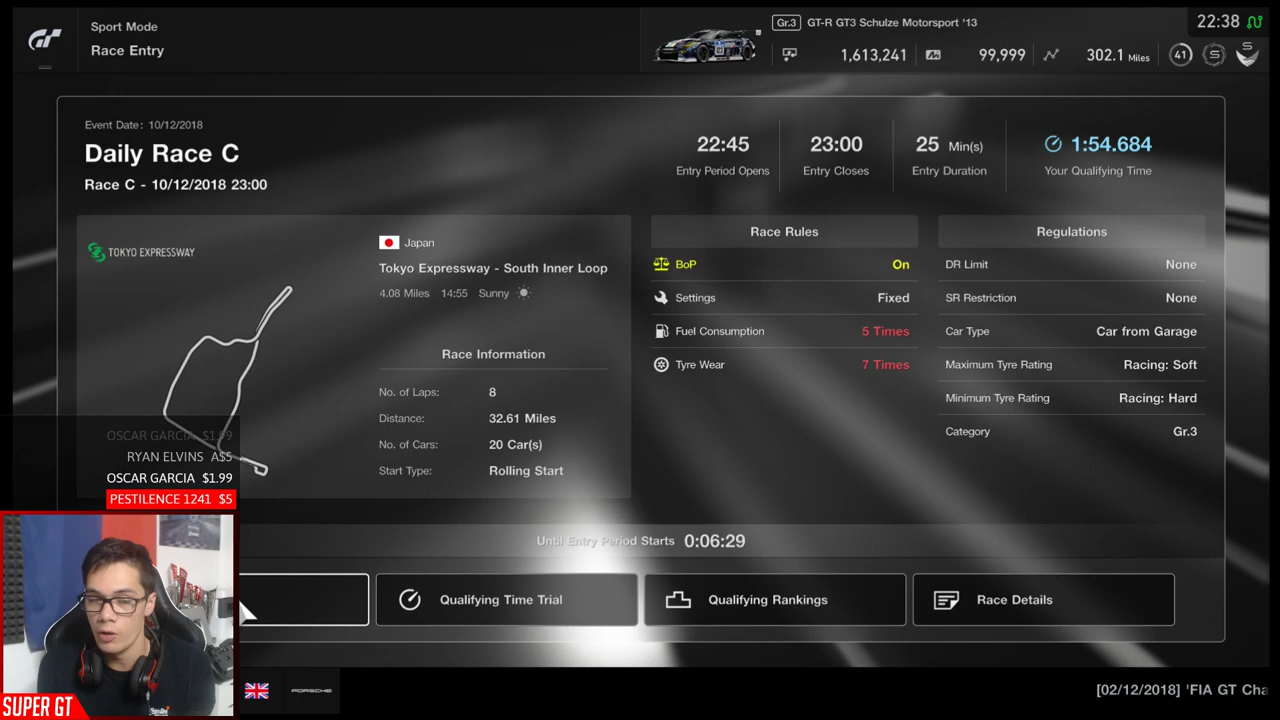 Sport Mode
Race Entry
Gr.3 GT-R GT3 Schulze Motorsport '13
22:38
1,613,241
99,999
302.1 Miles
41
S
S
Event Date: 10/12/2018
Daily Race C
Race C - 10/12/2018 23:00
22:45
Entry Period Opens
23:00
Entry Closes
25 Min(s)
Entry Duration
1:54.684
Your Qualifying Time
TOKYO EXPRESSWAY
Japan
Tokyo Expressway - South Inner Loop
4.08 Miles 14:55 Sunny
Race Information
No. of Laps: 8
Distance: 32.61 Miles
No. of Cars: 20 Car(s)
Start Type: Rolling Start
Race Rules
BoP On
Settings Fixed
Fuel Consumption 5 Times
Tyre Wear 7 Times
Regulations
DR Limit None
SR Restriction None
Car Type Car from Garage
Maximum Tyre Rating Racing: Soft
Minimum Tyre Rating Racing: Hard
Category Gr.3
OSCAR GARCIA $1.99
RYAN ELVINS A$5
OSCAR GARCIA $1.99
PESTILENCE 1241 $5
Until Entry Period Starts 0:06:29
Qualifying Time Trial
Qualifying Rankings
Race Details
SUPER GT
PORSCHE
[02/12/2018] 'FIA GT Cha